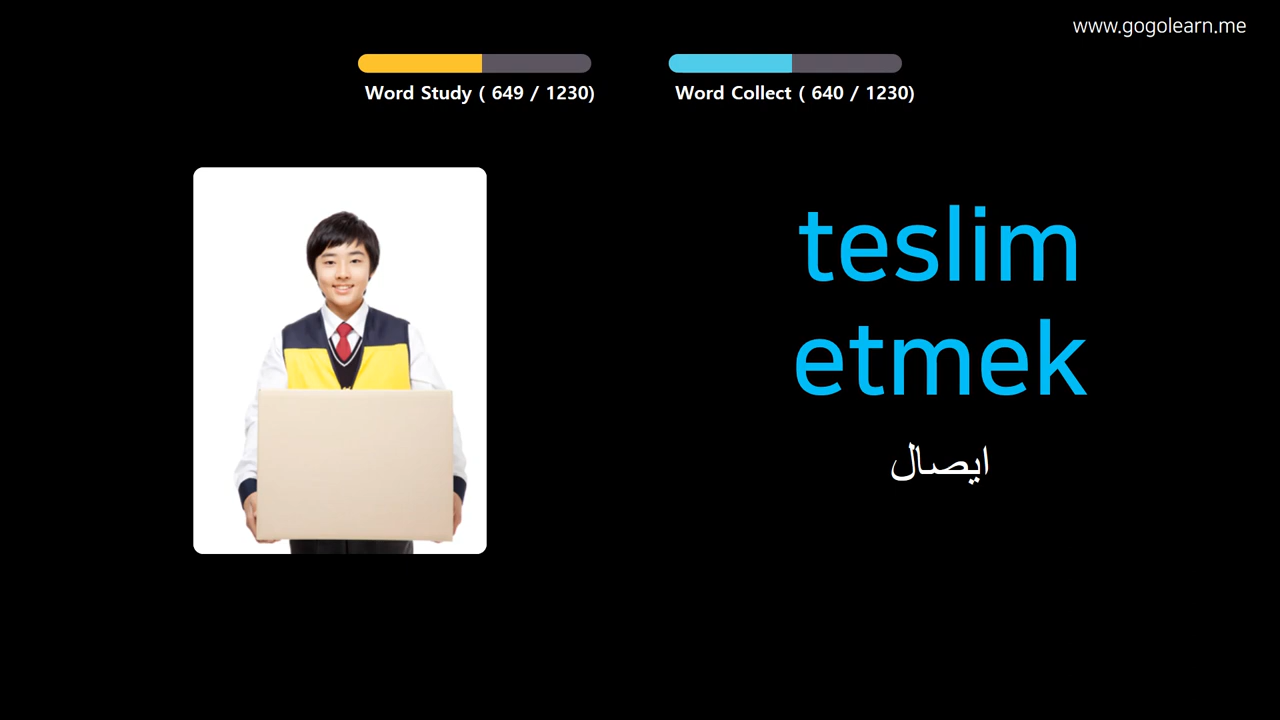 www.gogolearn.me
Word Study ( 649 / 1230)
Word Collect ( 640 / 1230)
teslim
etmek
ايصال